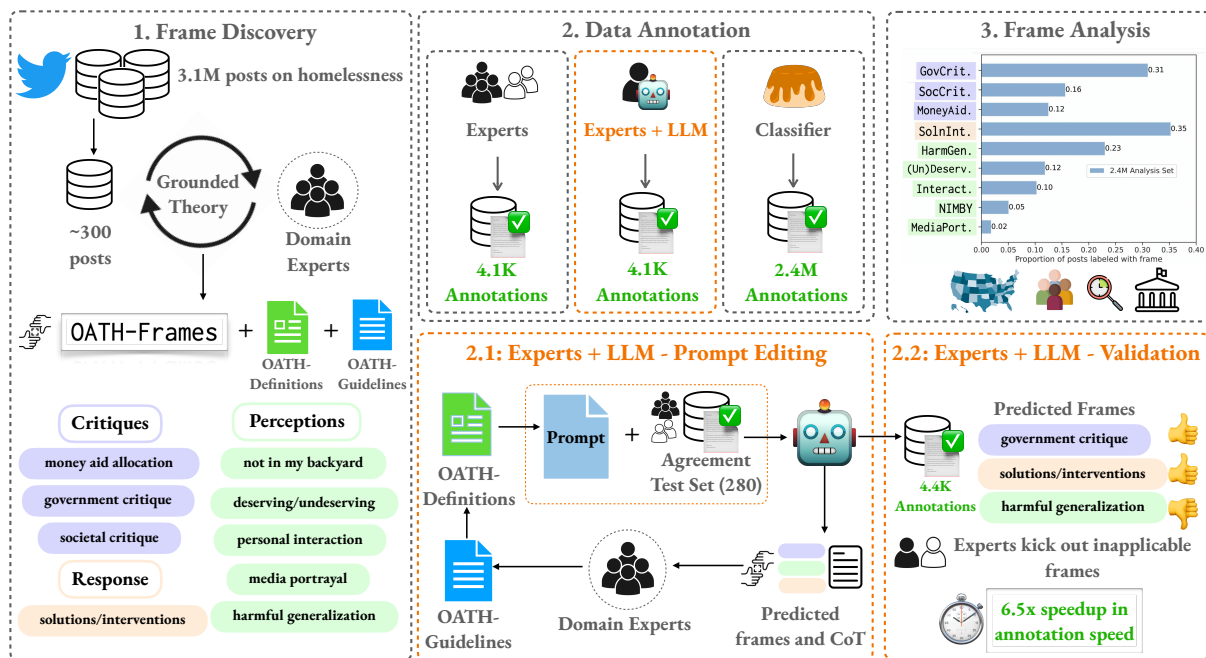 1. Frame Discovery
3.1M posts on homelessness
~300
posts
Grounded
Theory
Domain
Experts
OATH-Frames
+
+
OATH-
Definitions
OATH-
Guidelines
Critiques
money aid allocation
government critique
societal critique
Response
solutions/interventions
Perceptions
not in my backyard
deserving/undeserving
personal interaction
media portrayal
harmful generalization
2. Data Annotation
Experts
4.1K
Annotations
Experts + LLM
4.1K
Annotations
Classifier
2.4M
Annotations
3. Frame Analysis
GovCrit.
SocCrit.
MoneyAid.
SolnInt.
HarmGen.
(Un)Deserv.
Interact.
NIMBY
MediaPort.
0.31
0.16
0.12
0.35
0.23
0.12
0.10
0.05
0.02
2.4M Analysis Set
0.00 0.05 0.10 0.15 0.20 0.25 0.30 0.35 0.40
Proportion of posts labeled with frame
2.1: Experts + LLM - Prompt Editing
OATH-
Definitions
Prompt
+
Agreement
Test Set (280)
OATH-
Guidelines
Domain Experts
Predicted
frames and CoT
2.2: Experts + LLM - Validation
4.4K
Annotations
Predicted Frames
government critique
solutions/interventions
harmful generalization
Experts kick out inapplicable
frames
6.5x speedup in
annotation speed